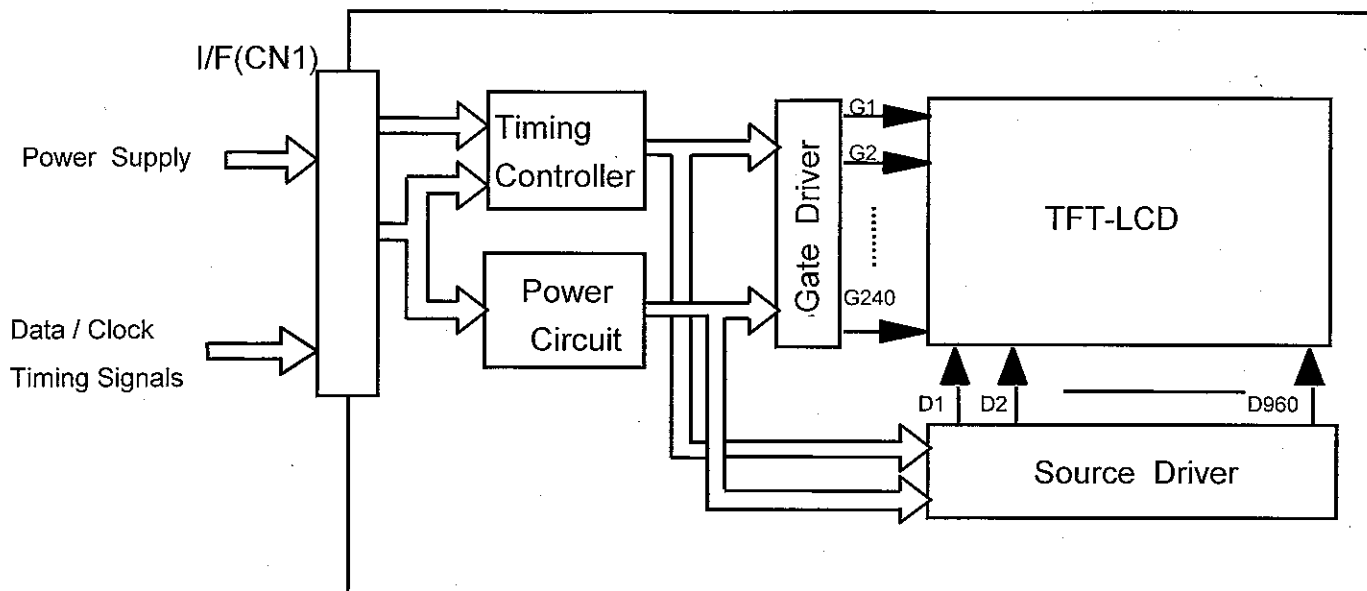 I/F(CN1)
Power Supply
Data / Clock
Timing Signals
Timing
Controller
Power
Circuit
Gate Driver
G1
G2
G240
TFT-LCD
D1
D2
D960
Source Driver